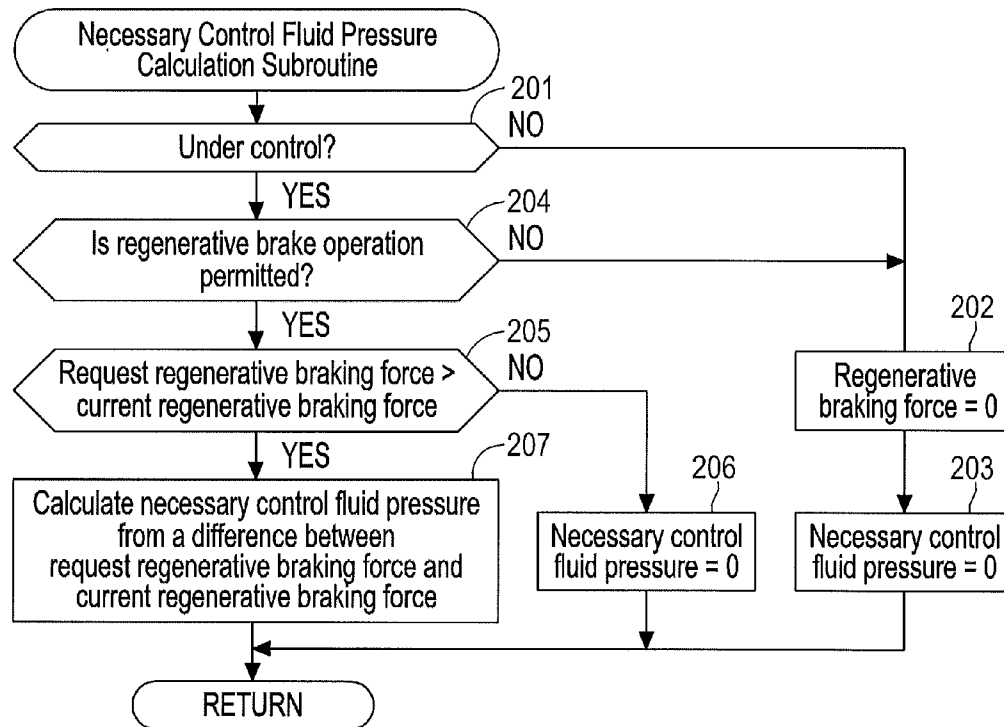 Necessary Control Fluid Pressure
Calculation Subroutine
201
Under control?
NO
YES
204
Is regenerative brake operation
permitted?
NO
YES
205
Request regenerative braking force >
current regenerative braking force
NO
YES
202
Regenerative
braking force = 0
207
Calculate necessary control fluid pressure
from a difference between
request regenerative braking force and
current regenerative braking force
206
Necessary control
fluid pressure = 0
203
Necessary control
fluid pressure = 0
RETURN